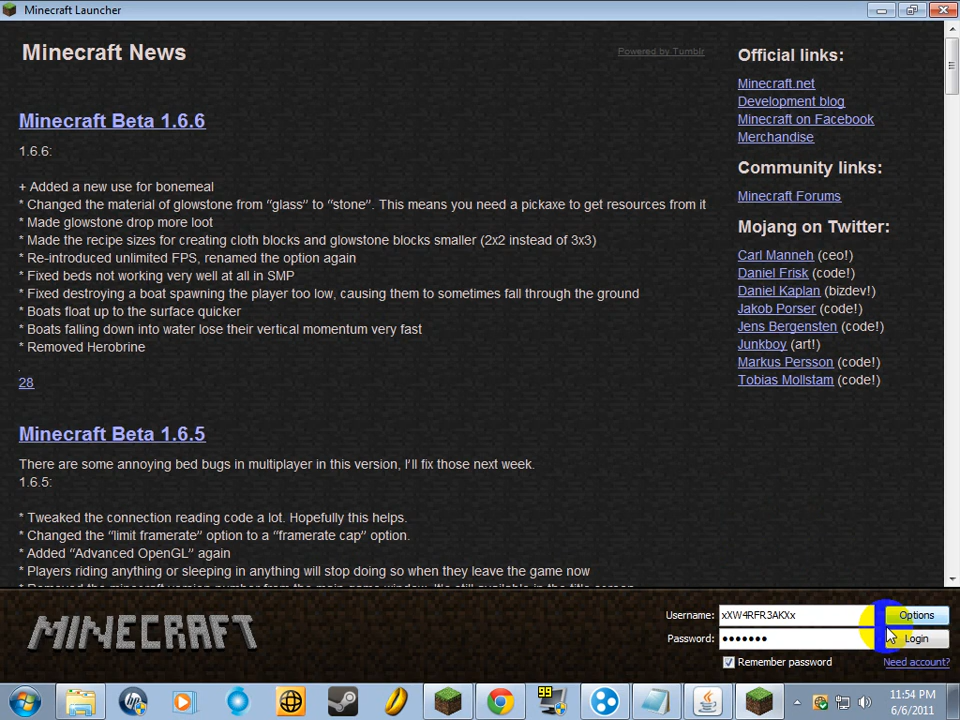 Minecraft Launcher
Minecraft News
Powered by Tumblr
Minecraft Beta 1.6.6
1.6.6:
+ Added a new use for bonemeal
* Changed the material of glowstone from “glass” to “stone”. This means you need a pickaxe to get resources from it
* Made glowstone drop more loot
* Made the recipe sizes for creating cloth blocks and glowstone blocks smaller (2x2 instead of 3x3)
* Re-introduced unlimited FPS, renamed the option again
* Fixed beds not working very well at all in SMP
* Fixed destroying a boat spawning the player too low, causing them to sometimes fall through the ground
* Boats float up to the surface quicker
* Boats falling down into water lose their vertical momentum very fast
* Removed Herobrine
.
28
Minecraft Beta 1.6.5
There are some annoying bed bugs in multiplayer in this version, I’ll fix those next week.
1.6.5:
* Tweaked the connection reading code a lot. Hopefully this helps.
* Changed the “limit framerate” option to a “framerate cap” option.
* Added “Advanced OpenGL” again
* Players riding anything or sleeping in anything will stop doing so when they leave the game now
Official links:
Minecraft.net
Development blog
Minecraft on Facebook
Merchandise
Community links:
Minecraft Forums
Mojang on Twitter:
Carl Manneh (ceo!)
Daniel Frisk (code!)
Daniel Kaplan (bizdev!)
Jakob Porser (code!)
Jens Bergensten (code!)
Junkboy (art!)
Markus Persson (code!)
Tobias Mollstam (code!)
MINECRAFT
Username: xXW4RFR3AKXx Options
Password: ●●●●●●● Login
Remember password Need account?
hp
99
11:54 PM
6/6/2011